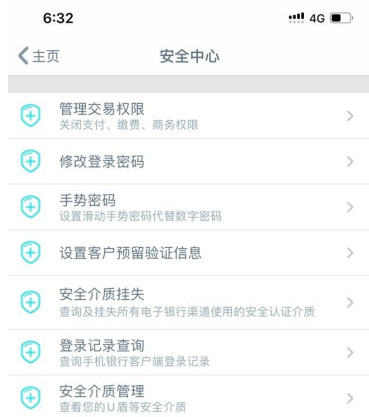 6:32 4G
主页 安全中心
管理交易权限
关闭支付、缴费、商务权限
修改登录密码
手势密码
设置滑动手势密码代替数字密码
设置客户预留验证信息
安全介质挂失
查询及挂失所有电子银行渠道使用的安全认证介质
登录记录查询
查询手机银行客户端登录记录
安全介质管理
查看您的U盾等安全介质